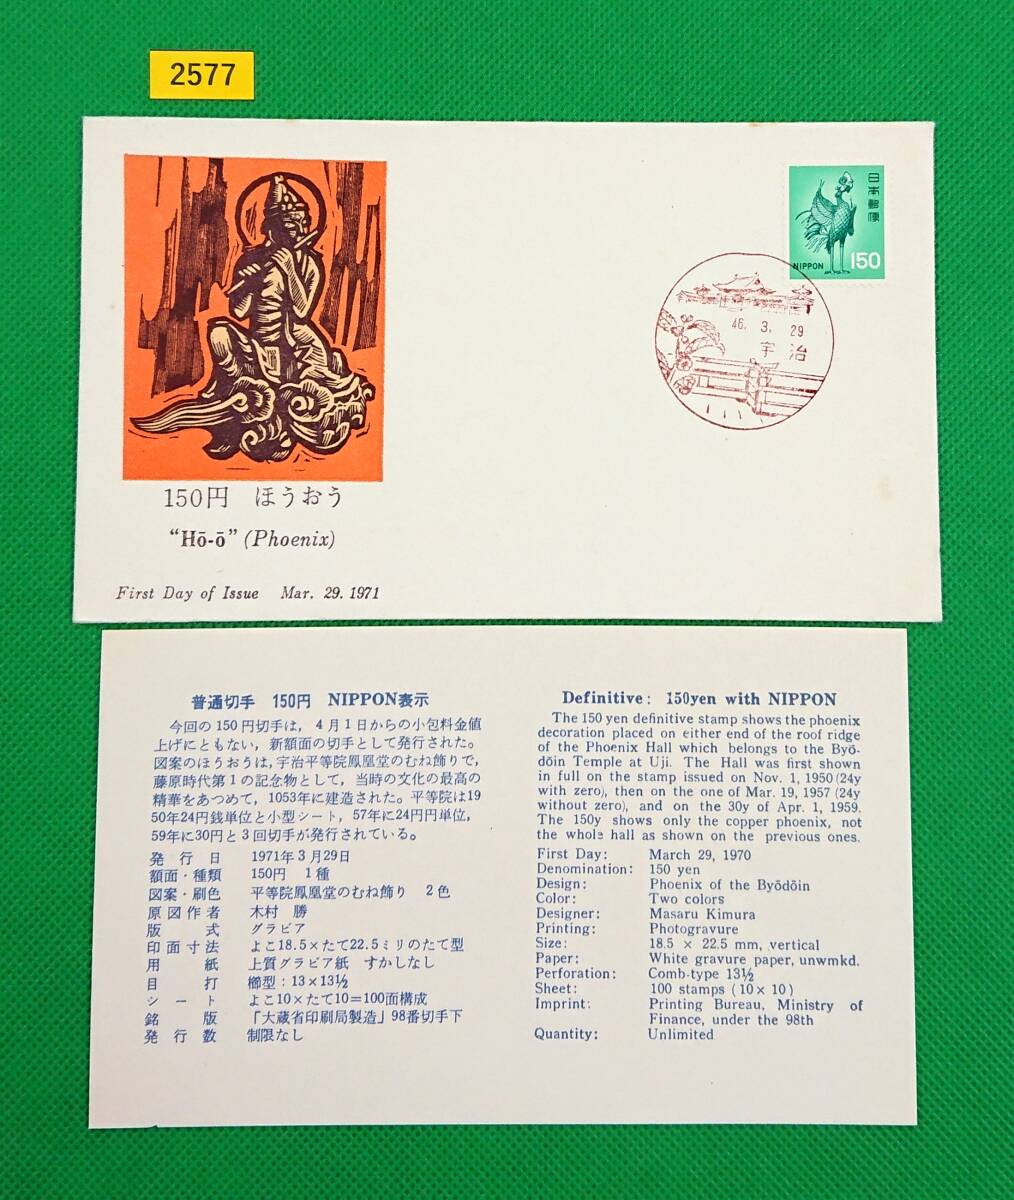 2577
日本郵便
NIPPON 150
46. 3. 29
宇治
150円 ほうおう
“Hō-ō” (Phoenix)
First Day of Issue Mar. 29. 1971
普通切手 150円 NIPPON表示
今回の150円切手は，4月1日からの小包料金値
上げにともない，新額面の切手として発行された。
図案のほうおうは，宇治平等院鳳凰堂のむね飾りで，
藤原時代第1の記念物として，当時の文化の最高の
精華をあつめて，1053年に建造された。平等院は19
50年24円銭単位と小型シート，57年に24円円単位，
59年に30円と3回切手が発行されている。
発行日 1971年3月29日
額面・種類 150円 1種
図案・刷色 平等院鳳凰堂のむね飾り 2色
原図作者 木村 勝
版式 グラビア
印面寸法 よこ18.5×たて22.5ミリのたて型
用紙 上質グラビア紙 すかしなし
目打 櫛型：13×13½
シート よこ10×たて10＝100面構成
銘版 「大蔵省印刷局製造」98番切手下
発行数 制限なし
Definitive: 150yen with NIPPON
The 150 yen definitive stamp shows the phoenix
decoration placed on either end of the roof ridge
of the Phoenix Hall which belongs to the Byō-
dōin Temple at Uji. The Hall was first shown
in full on the stamp issued on Nov. 1, 1950 (24y
with zero), then on the one of Mar. 19, 1957 (24y
without zero), and on the 30y of Apr. 1, 1959.
The 150y shows only the copper phoenix, not
the whole hall as shown on the previous ones.
First Day: March 29, 1970
Denomination: 150 yen
Design: Phoenix of the Byōdōin
Color: Two colors
Designer: Masaru Kimura
Printing: Photogravure
Size: 18.5 × 22.5 mm, vertical
Paper: White gravure paper, unwmkd.
Perforation: Comb-type 13½
Sheet: 100 stamps (10×10)
Imprint: Printing Bureau, Ministry of
Finance, under the 98th
Quantity: Unlimited